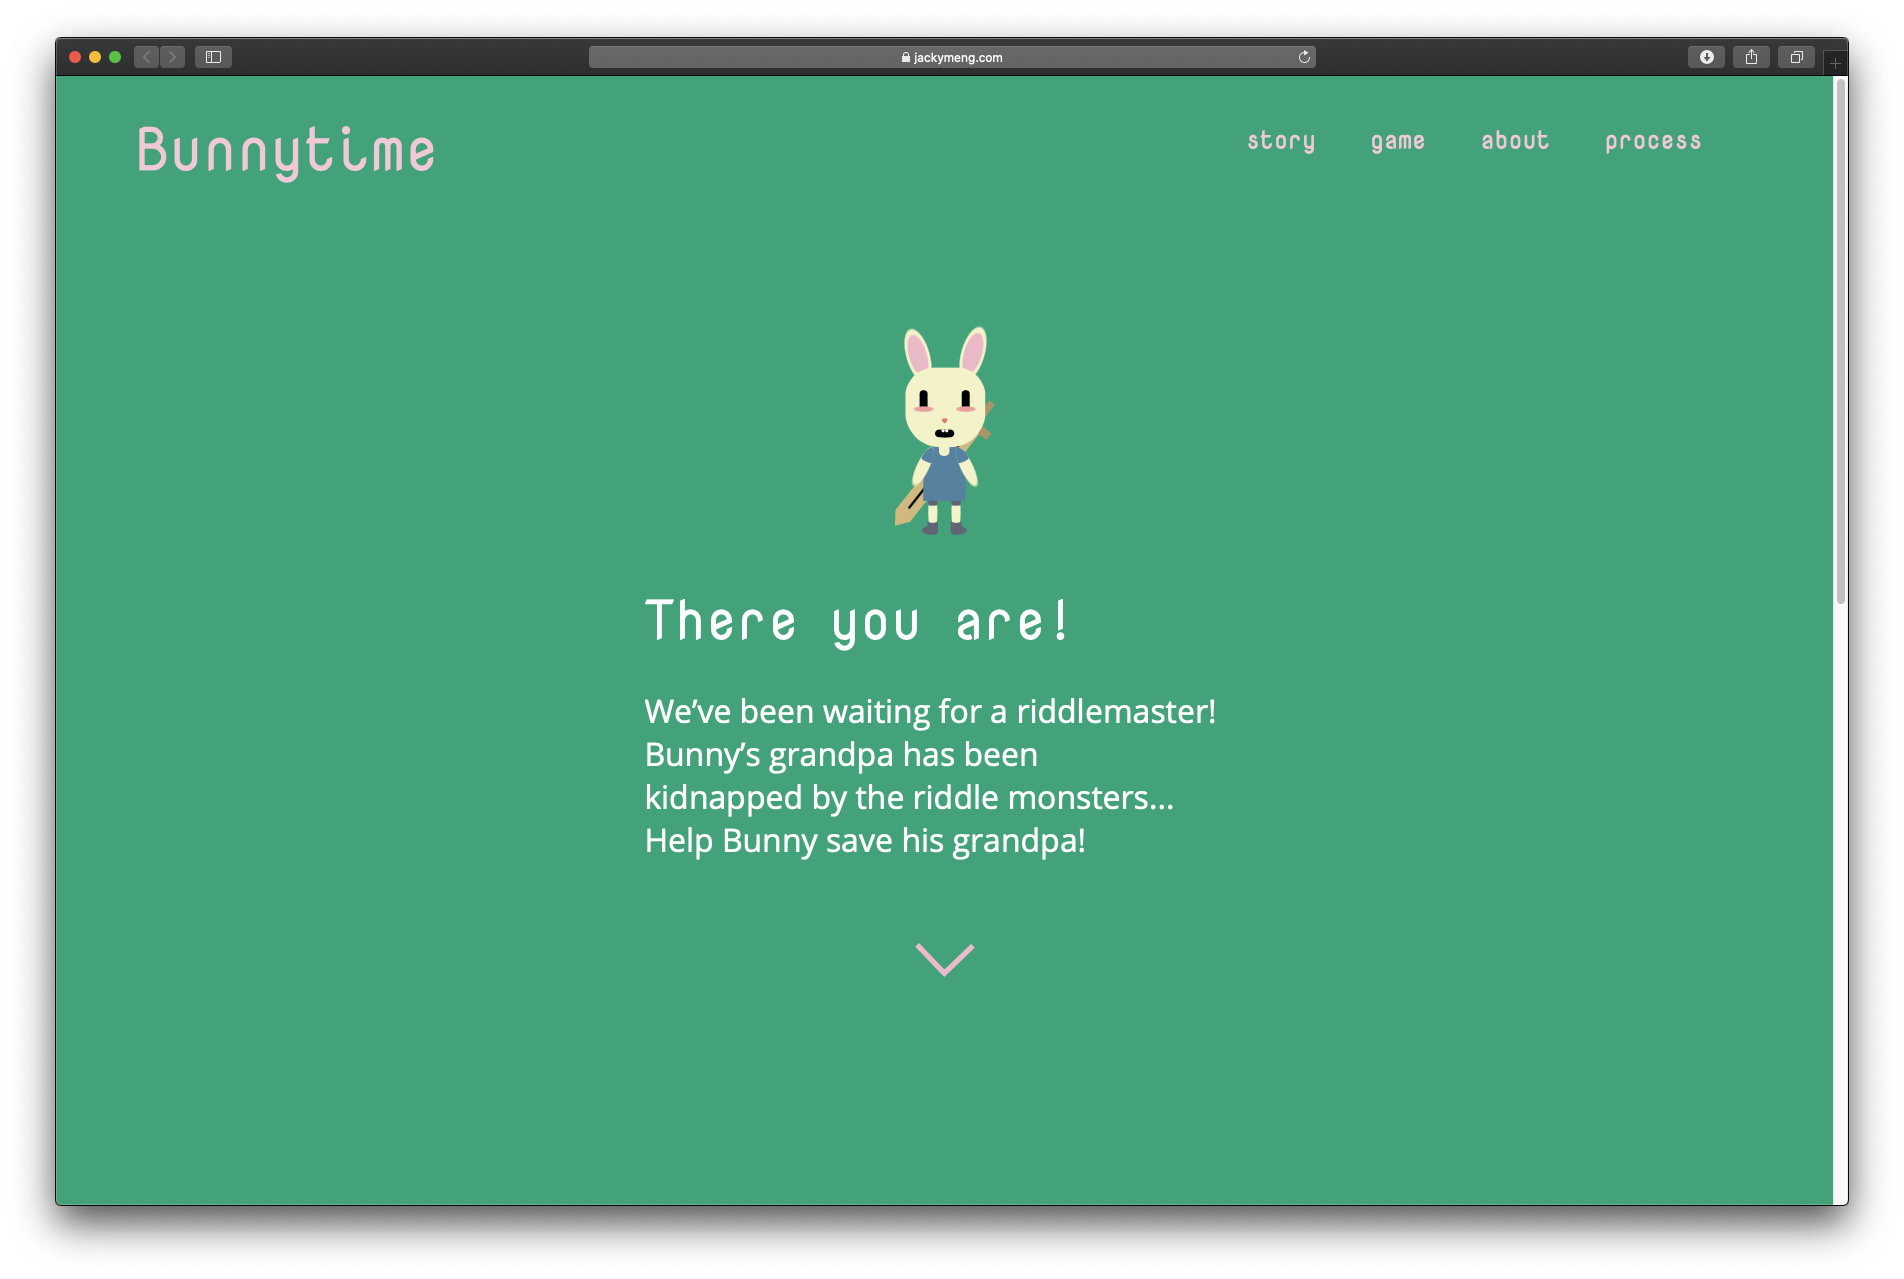 jackymeng.com
Bunnytime
story game about process
There you are!
We’ve been waiting for a riddlemaster!
Bunny’s grandpa has been
kidnapped by the riddle monsters...
Help Bunny save his grandpa!